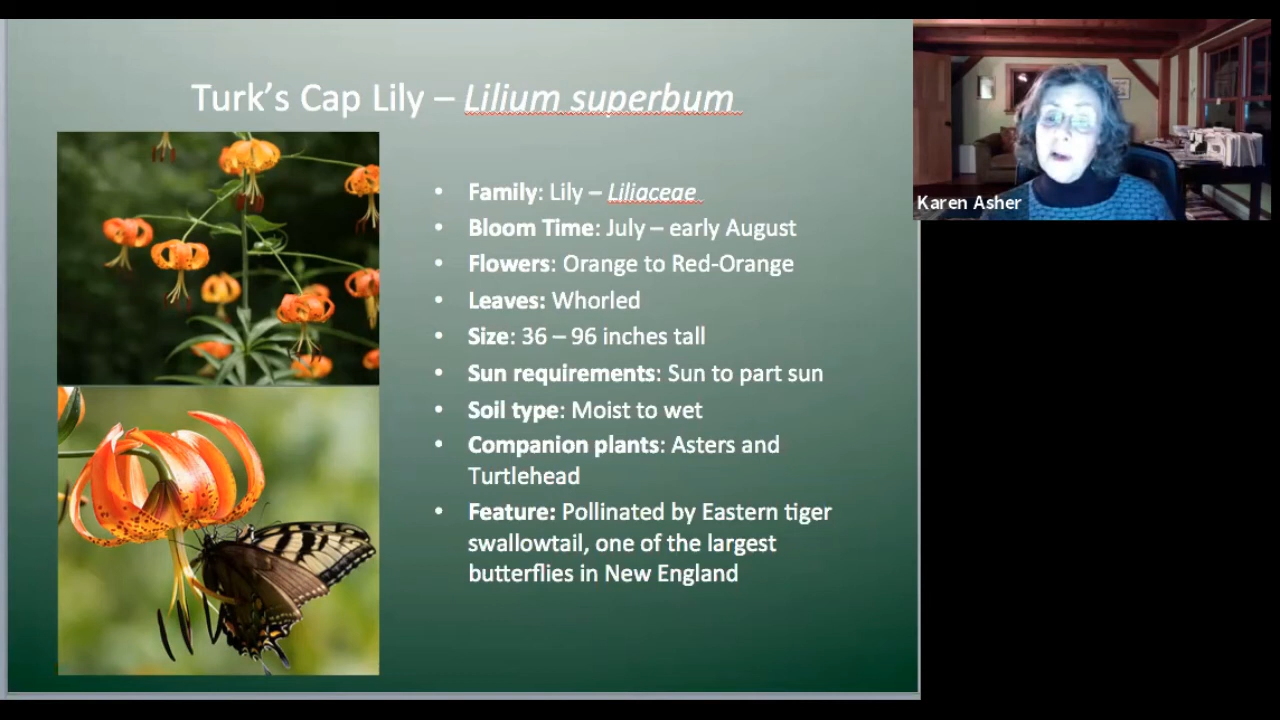 Turk's Cap Lily – Lilium superbum
• Family: Lily – Liliaceae
• Bloom Time: July – early August
• Flowers: Orange to Red-Orange
• Leaves: Whorled
• Size: 36 – 96 inches tall
• Sun requirements: Sun to part sun
• Soil type: Moist to wet
• Companion plants: Asters and
Turtlehead
• Feature: Pollinated by Eastern tiger
swallowtail, one of the largest
butterflies in New England
Karen Asher